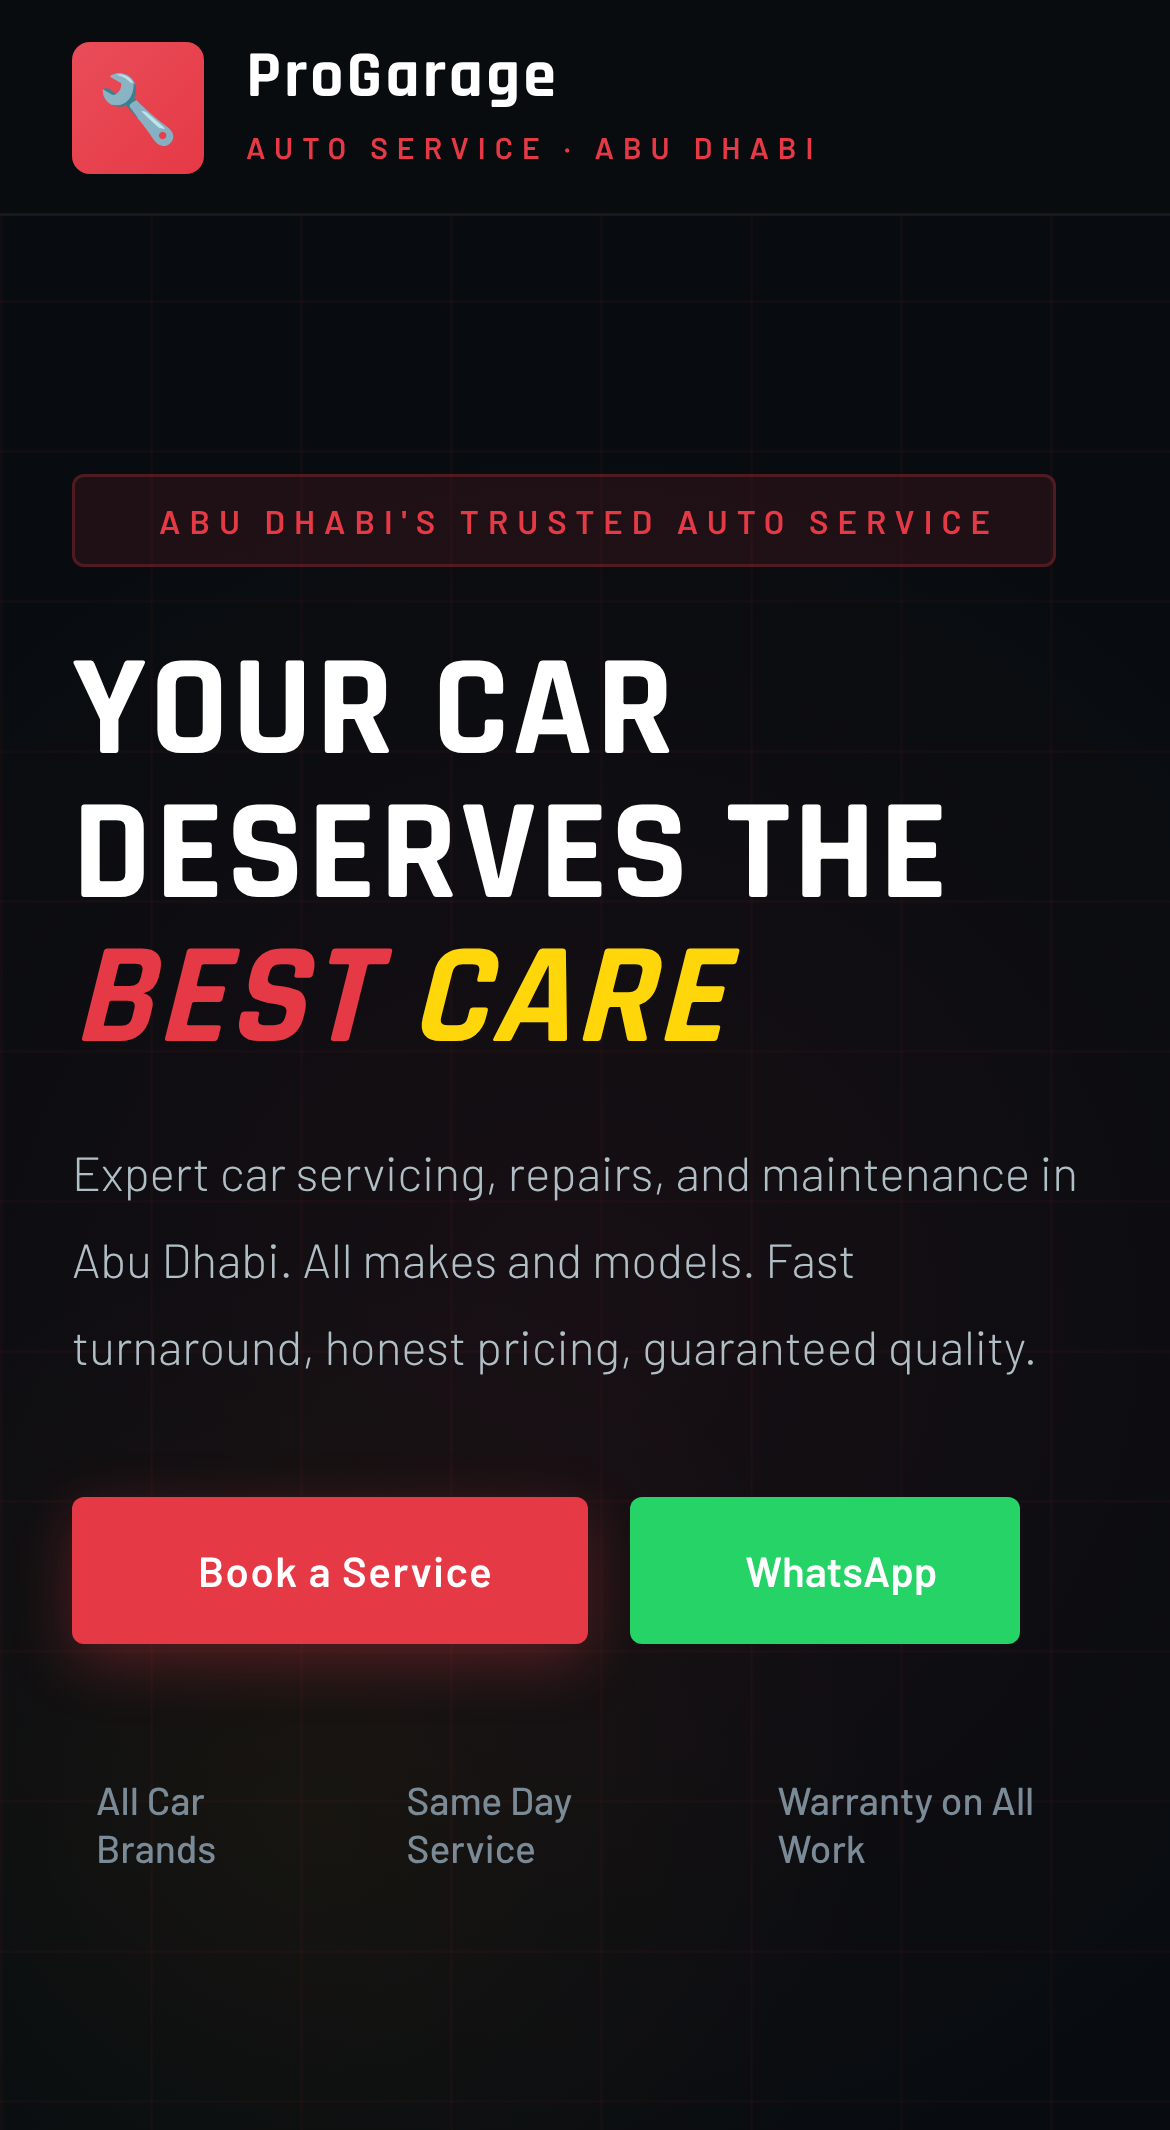 ProGarage
AUTO SERVICE · ABU DHABI
ABU DHABI'S TRUSTED AUTO SERVICE
YOUR CAR
DESERVES THE
BEST CARE
Expert car servicing, repairs, and maintenance in
Abu Dhabi. All makes and models. Fast
turnaround, honest pricing, guaranteed quality.
Book a Service
WhatsApp
All Car
Brands
Same Day
Service
Warranty on All
Work